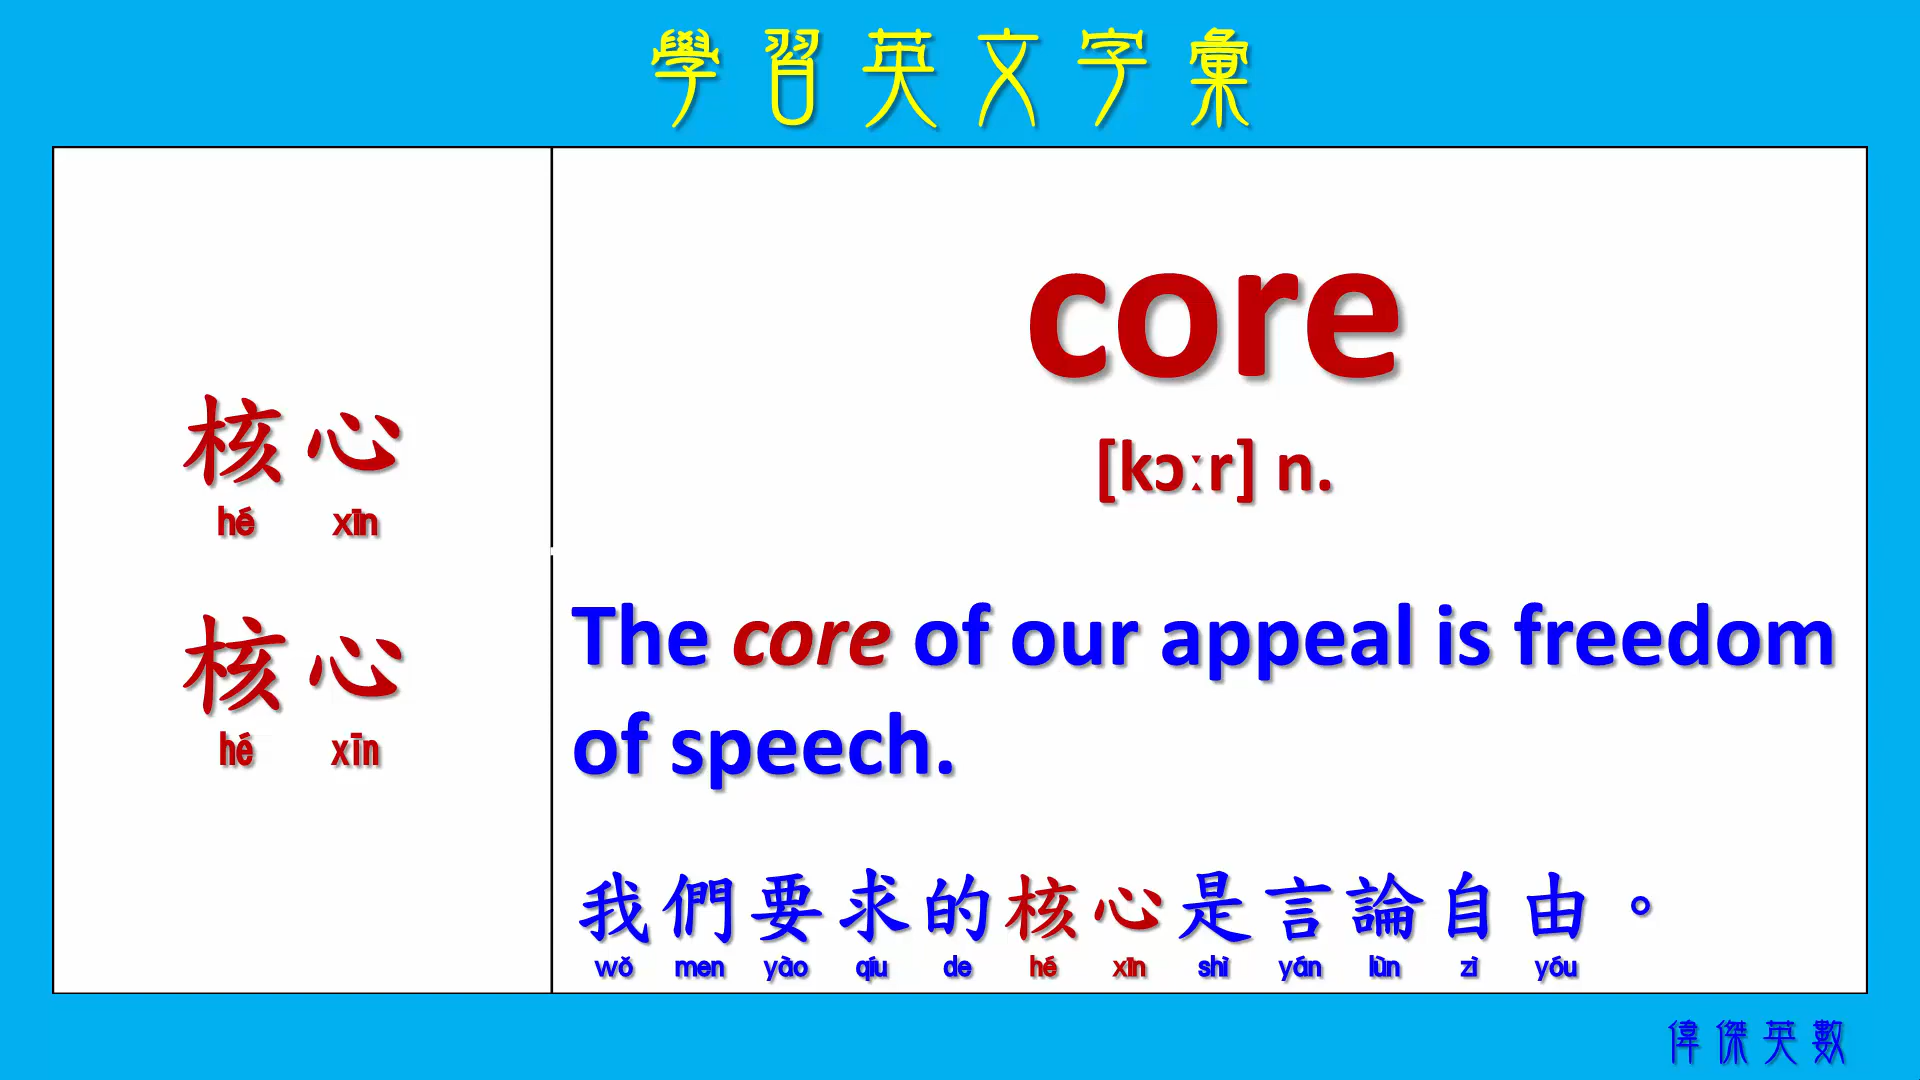 學習英文字彙
核心
hé xīn
核心
hé xīn
core
[kɔːr] n.
The core of our appeal is freedom
of speech.
我們要求的核心是言論自由。
wǒ men yào qíu de hé xīn shì yán lùn zì yóu
偉傑英數